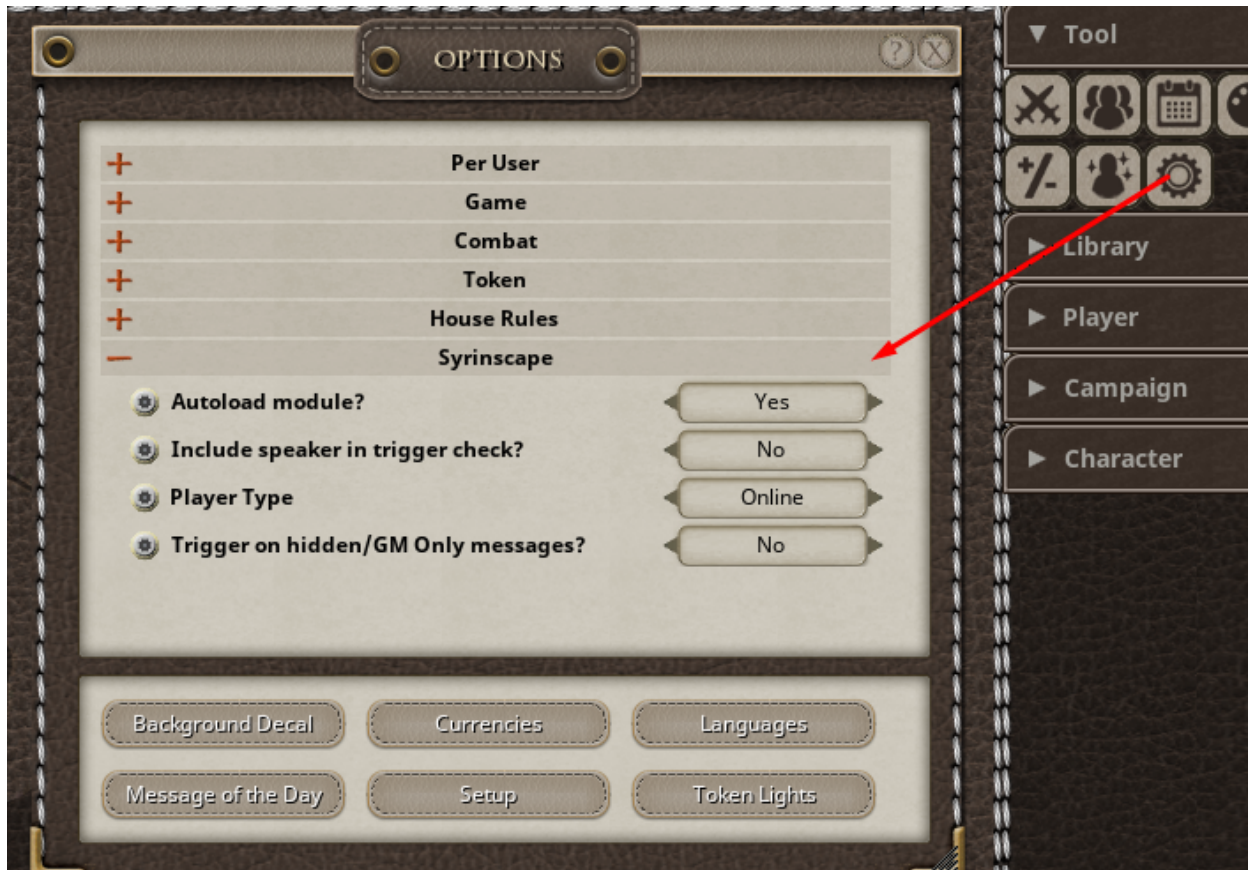 OPTIONS
? X
Per User
Game
Combat
Token
House Rules
Syrinscape
Autoload module? Yes
Include speaker in trigger check? No
Player Type Online
Trigger on hidden/GM Only messages? No
Background Decal Currencies Languages
Message of the Day Setup Token Lights
Tool
+/-
Library
Player
Campaign
Character